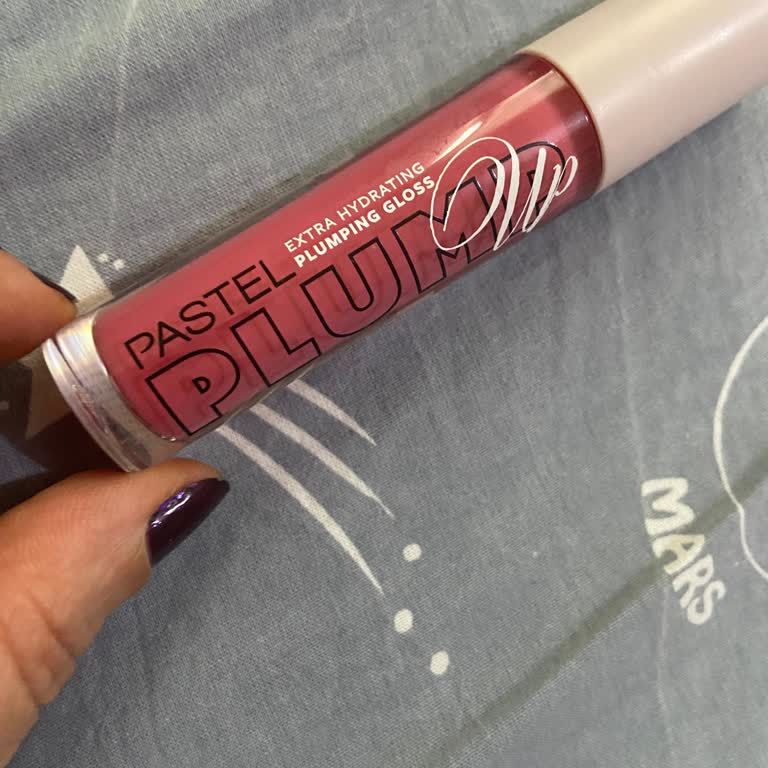 EXTRA HYDRATING
PLUMPING GLOSS
PASTEL
PLUMP
Up
MARS